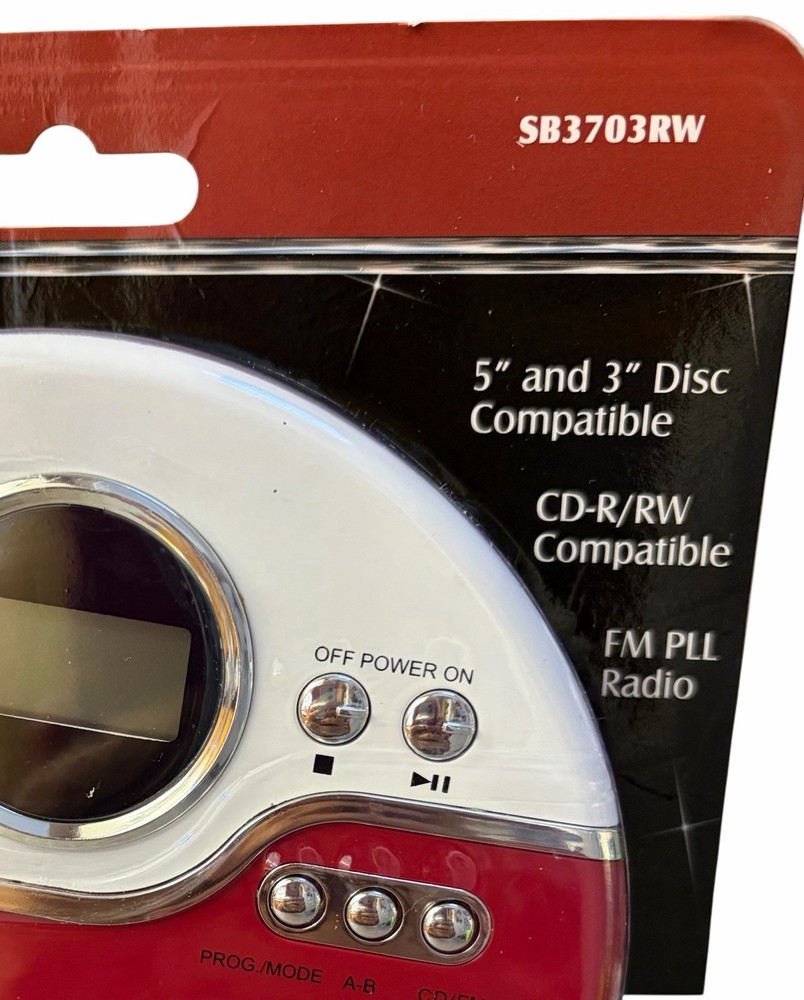 SB3703RW
5” and 3” Disc
Compatible
CD-R/RW
Compatible
FM PLL
Radio
OFF POWER ON
PROG./MODE A-B